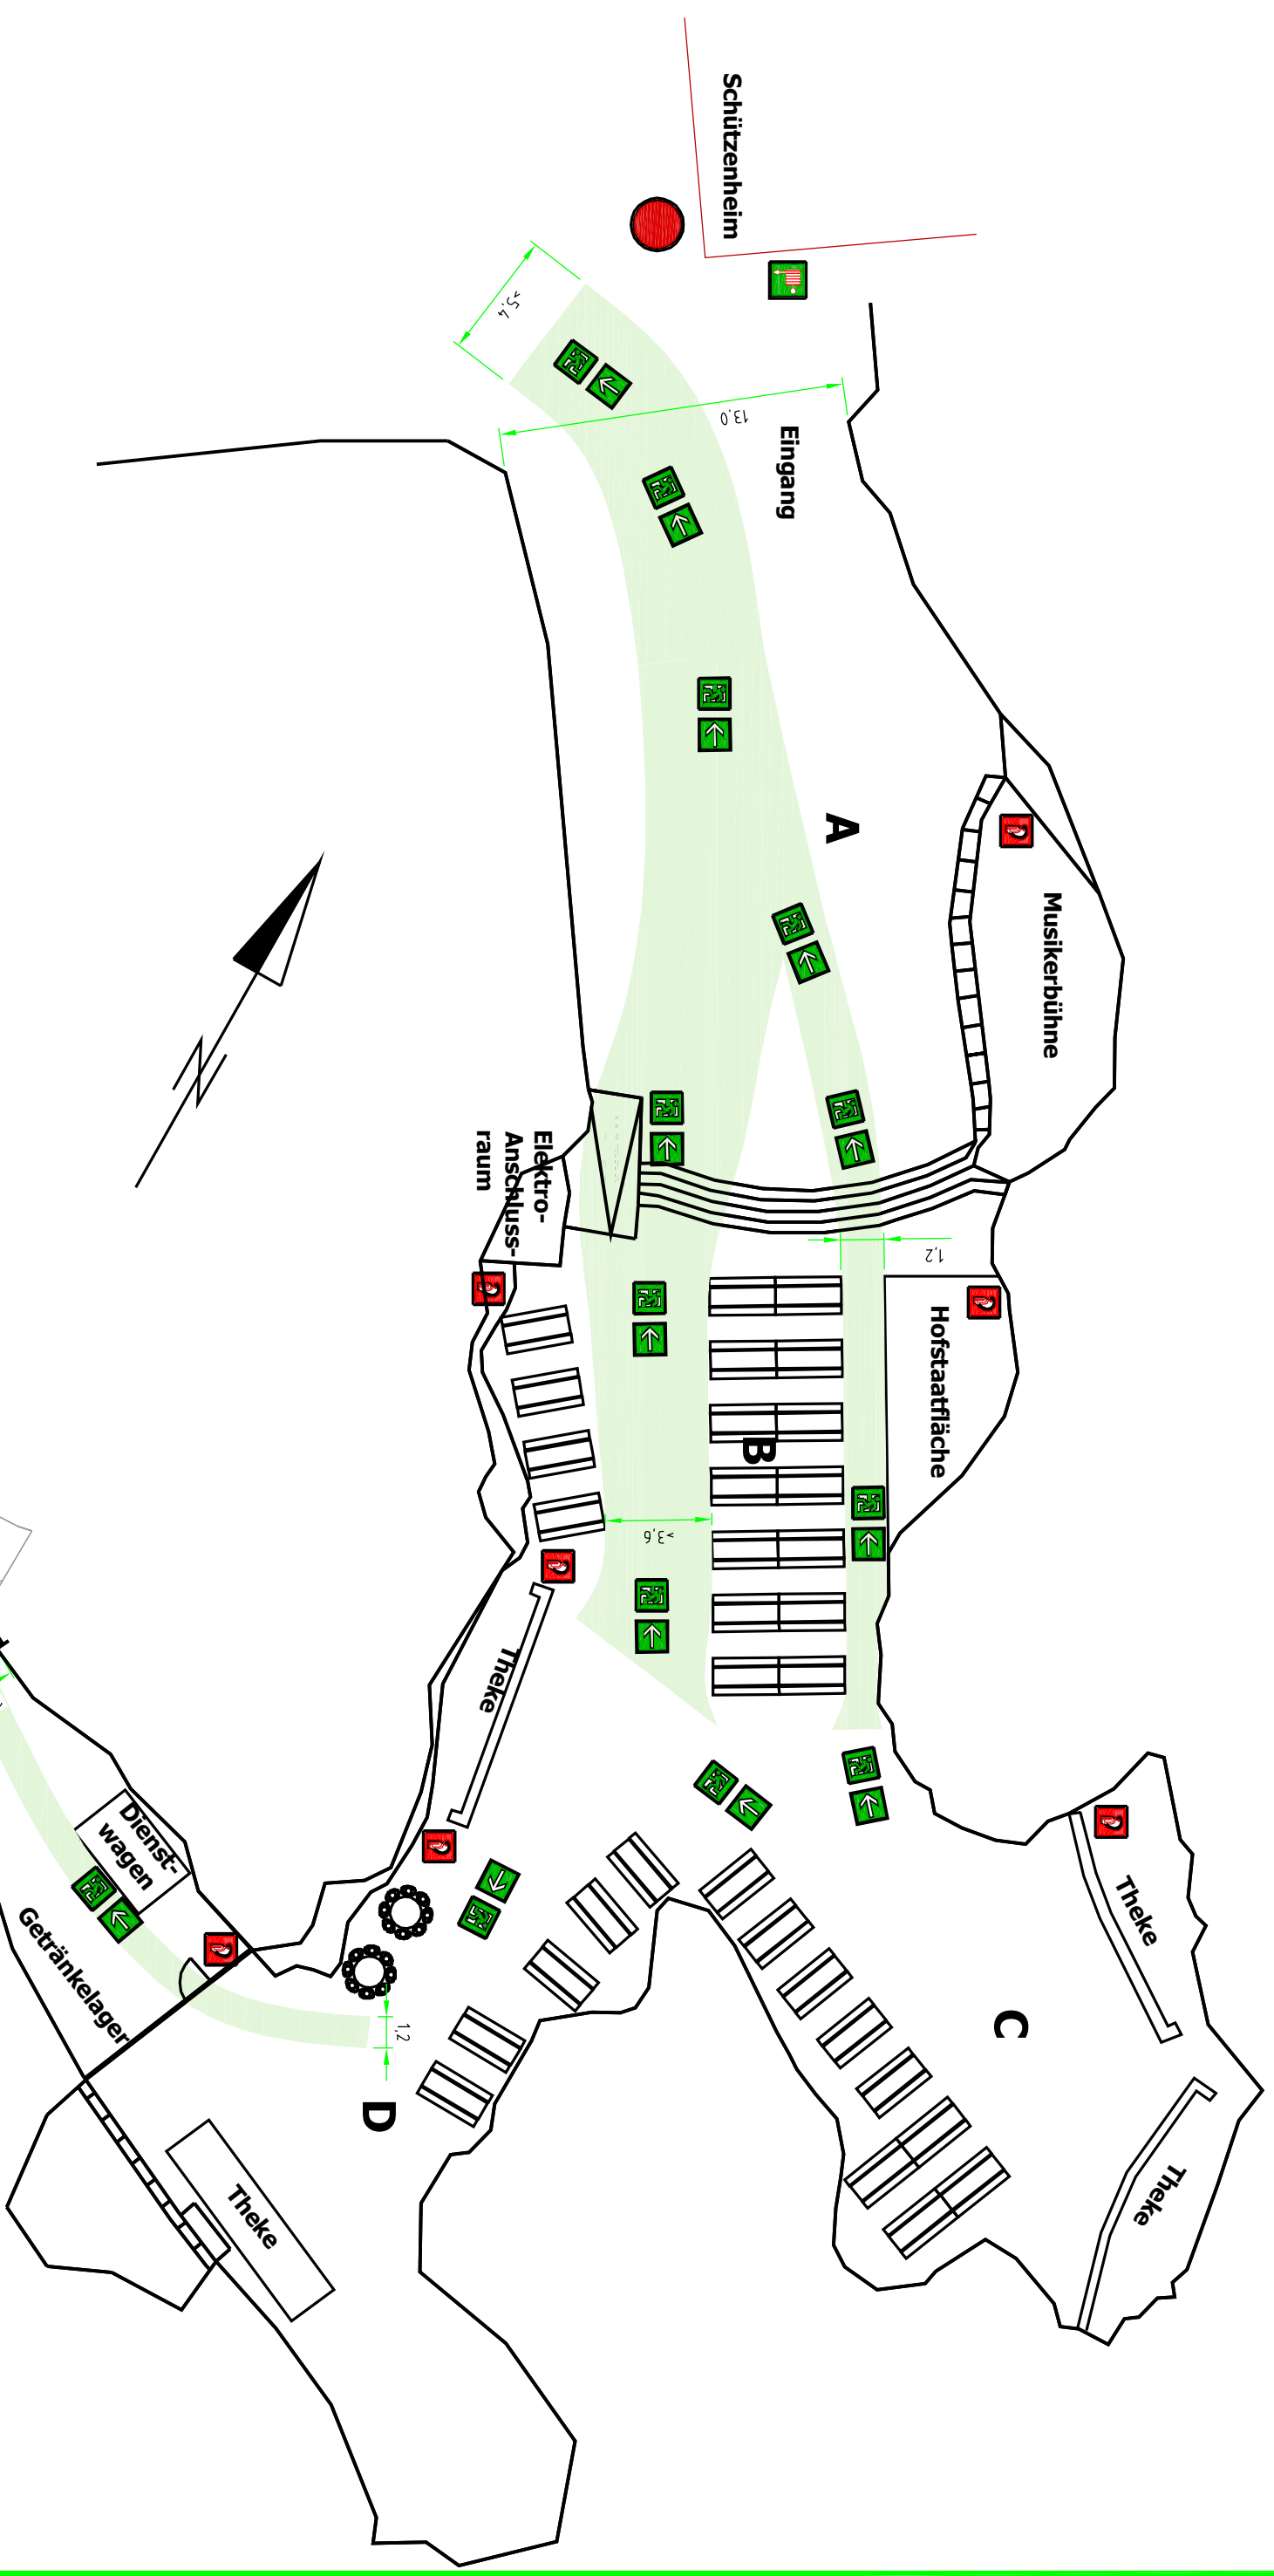 Schützenheim
>5,4
13,0
Eingang
A
Musikerbühne
Elektro-
Anschluss-
raum
1,2
Hofstaatfläche
B
>3,6
Theke
Dienst-
wagen
Getränkelager
1,2
D
Theke
C
Theke
Theke